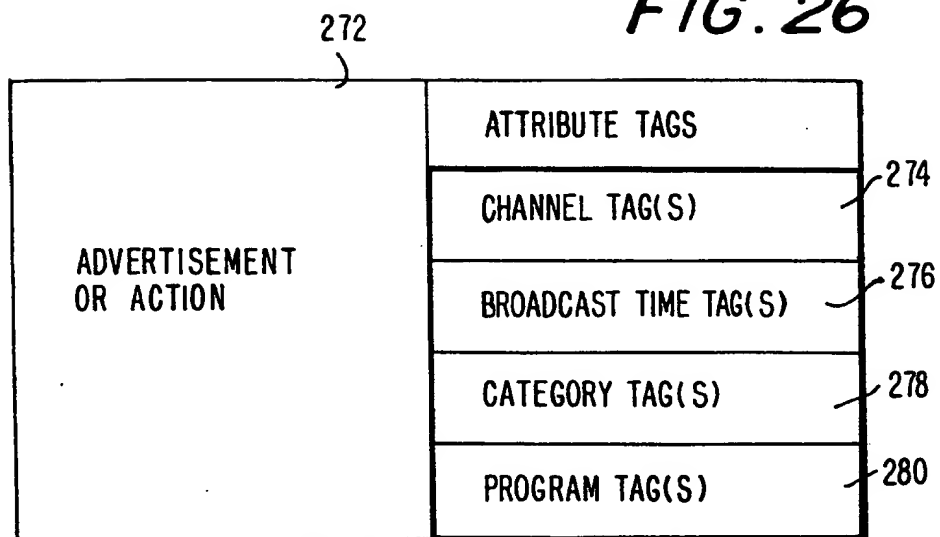 FIG. 26
272
ATTRIBUTE TAGS
274
CHANNEL TAG(S)
ADVERTISEMENT
OR ACTION
276
BROADCAST TIME TAG(S)
278
CATEGORY TAG(S)
280
PROGRAM TAG(S)